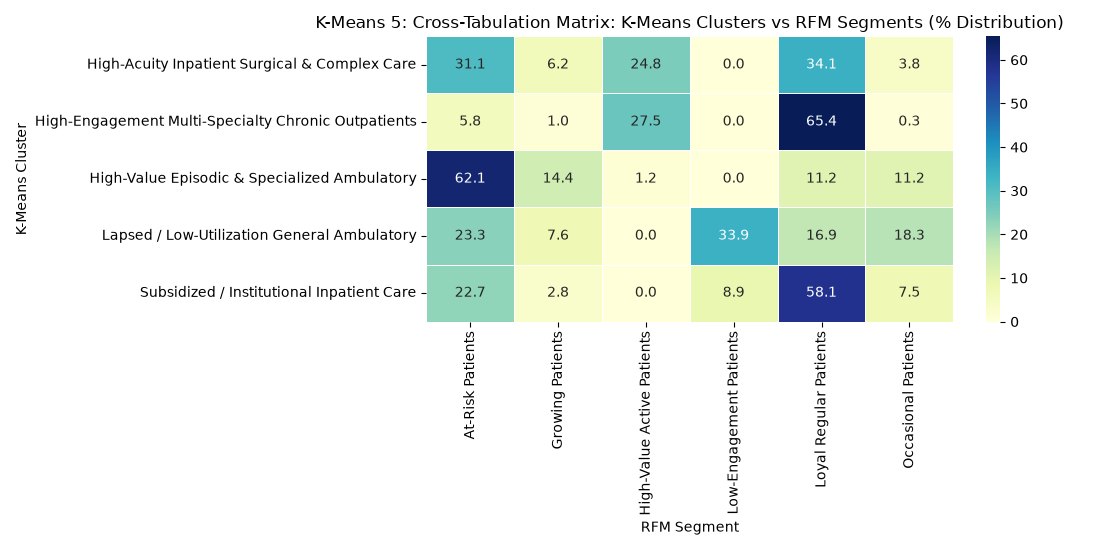 K-Means 5: Cross-Tabulation Matrix: K-Means Clusters vs RFM Segments (% Distribution)
K-Means Cluster
High-Acuity Inpatient Surgical & Complex Care 31.1 6.2 24.8 0.0 34.1 3.8
High-Engagement Multi-Specialty Chronic Outpatients 5.8 1.0 27.5 0.0 65.4 0.3
High-Value Episodic & Specialized Ambulatory 62.1 14.4 1.2 0.0 11.2 11.2
Lapsed / Low-Utilization General Ambulatory 23.3 7.6 0.0 33.9 16.9 18.3
Subsidized / Institutional Inpatient Care 22.7 2.8 0.0 8.9 58.1 7.5
At-Risk Patients
Growing Patients
High-Value Active Patients
Low-Engagement Patients
Loyal Regular Patients
Occasional Patients
RFM Segment
60
50
40
30
20
10
0